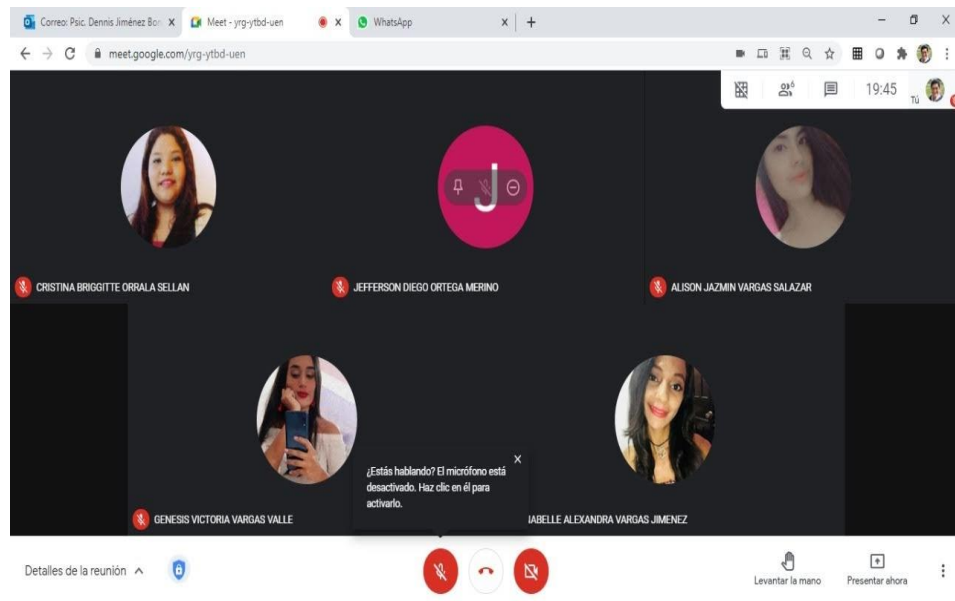 Correo: Psic. Dennis Jiménez Bon
Meet - yrg-ytbd-uen
WhatsApp
meet.google.com/yrg-ytbd-uen
6
19:45
Tú
J
CRISTINA BRIGGITTE ORRALA SELLAN
JEFFERSON DIEGO ORTEGA MERINO
ALISON JAZMIN VARGAS SALAZAR
¿Estás hablando? El micrófono está
desactivado. Haz clic en él para
activarlo.
GENESIS VICTORIA VARGAS VALLE
ALEXANDRA VARGAS JIMENEZ
Detalles de la reunión
Levantar la mano
Presentar ahora